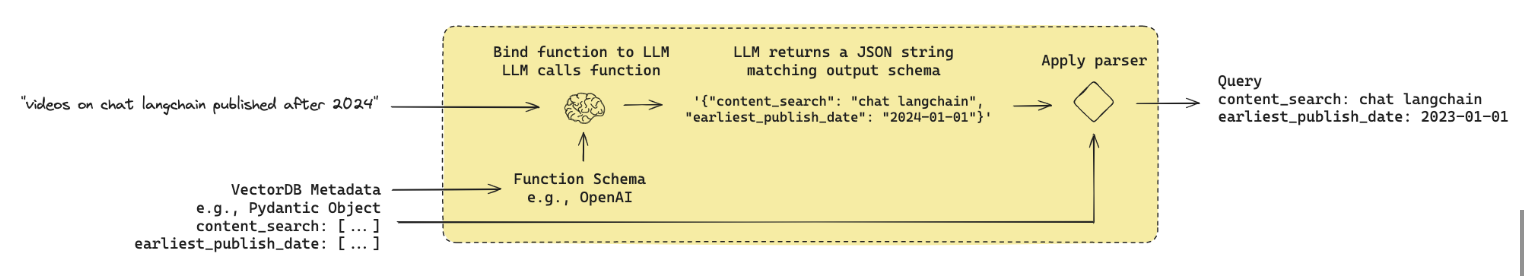 Bind function to LLM
LLM calls function
LLM returns a JSON string
matching output schema
Apply parser
"videos on chat langchain published after 2024"
'{"content_search": "chat langchain",
"earliest_publish_date": "2024-01-01"}'
Query
content_search: chat langchain
earliest_publish_date: 2023-01-01
Function Schema
e.g., OpenAI
VectorDB Metadata
e.g., Pydantic Object
content_search: [...]
earliest_publish_date: [...]